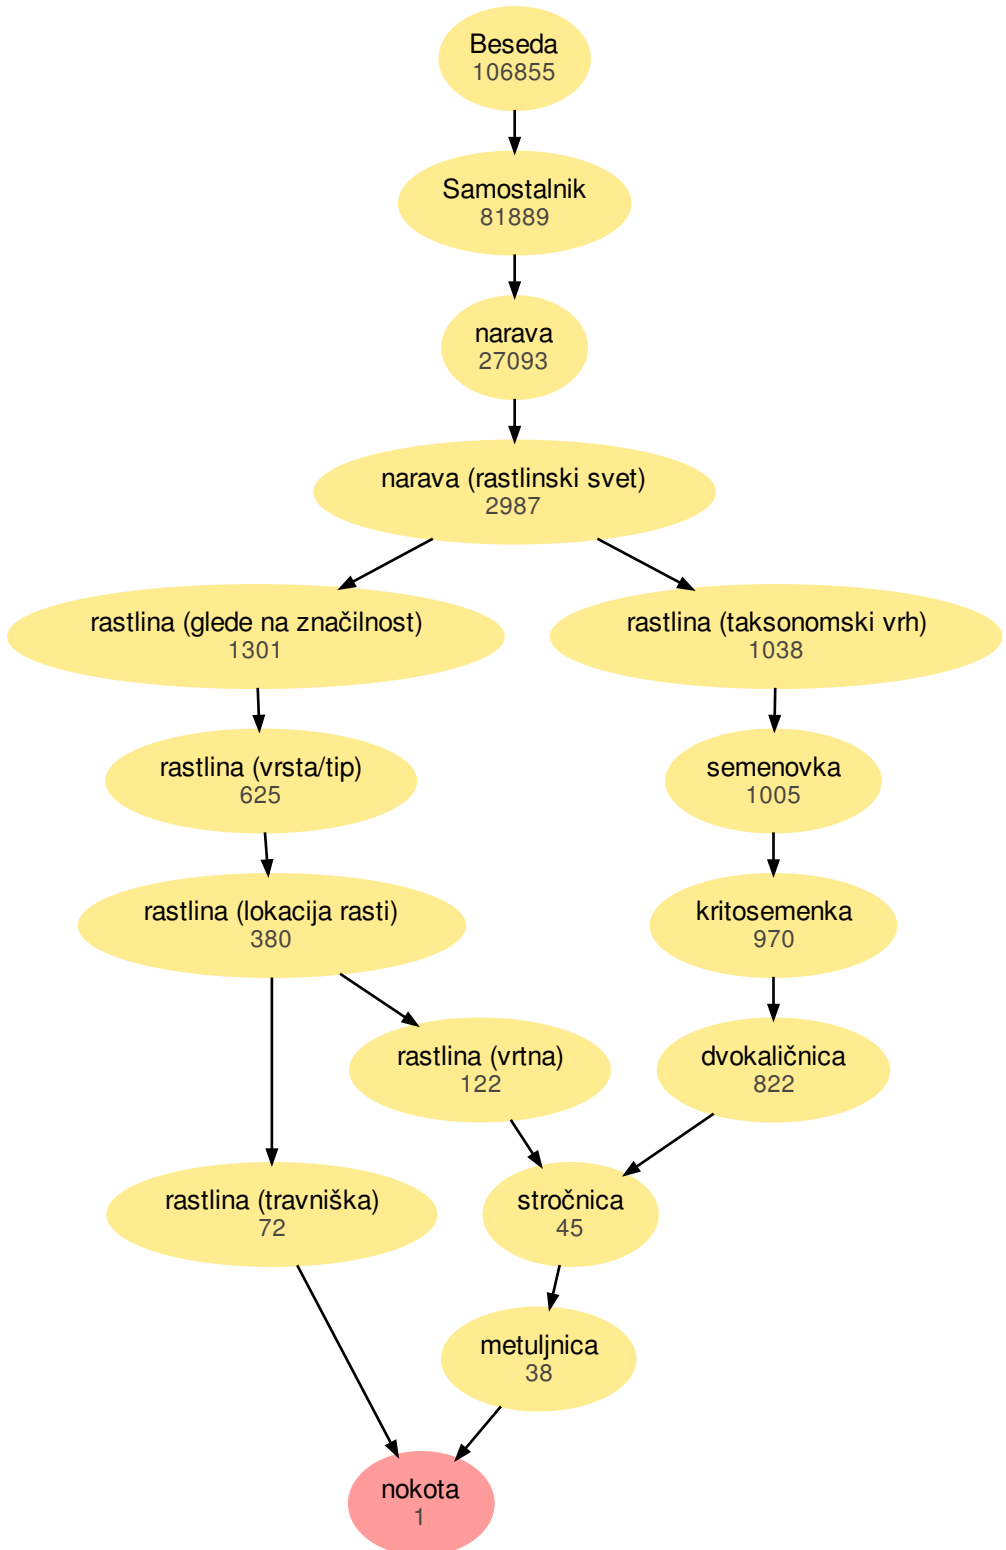 Beseda
106855
Samostalnik
81889
narava
27093
narava (rastlinski svet)
2987
rastlina (glede na značilnost)
1301
rastlina (taksonomski vrh)
1038
rastlina (vrsta/tip)
625
semenovka
1005
rastlina (lokacija rasti)
380
kritosemenka
970
rastlina (vrtna)
122
dvokaličnica
822
rastlina (travniška)
72
stročnica
45
metuljnica
38
nokota
1